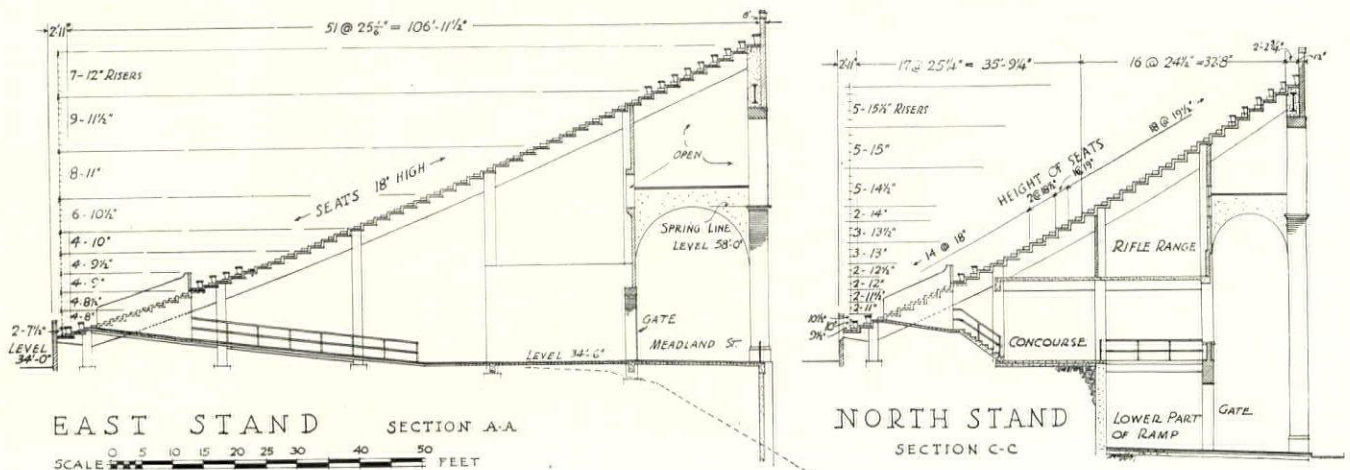 2'-11"
51 @ 25 1/6" = 106'-11 1/2"
6"
7-12" RISERS
9-11 1/2"
8-11"
6-10 1/2"
4-10"
4-9 1/2"
4-9"
4-8 1/2"
4-8"
2-7 1/2"
LEVEL
34'-0"
SEATS 18" HIGH
OPEN
SPRING LINE
LEVEL 58'-0"
GATE
MEADLAND ST.
LEVEL 34'-6"
EAST STAND
SECTION A-A
SCALE 0 5 10 15 20 25 30 35 40 50 FEET
2'-11"
17 @ 25 1/4" = 35'-9 1/4"
16 @ 24 1/2" = 32'8"
12"
5-15 1/2" RISERS
5-15"
5-14 1/2"
2-14"
3-13 1/2"
3-13"
2-12 1/2"
2-12"
2-11 1/2"
2-11"
10 1/2"
10"
9 1/2"
HEIGHT OF SEATS
14 @ 18"
2 @ 18 1/2"
18 @ 19 1/2"
RIFLE RANGE
CONCOURSE
LOWER PART
OF RAMP
GATE
NORTH STAND
SECTION C-C